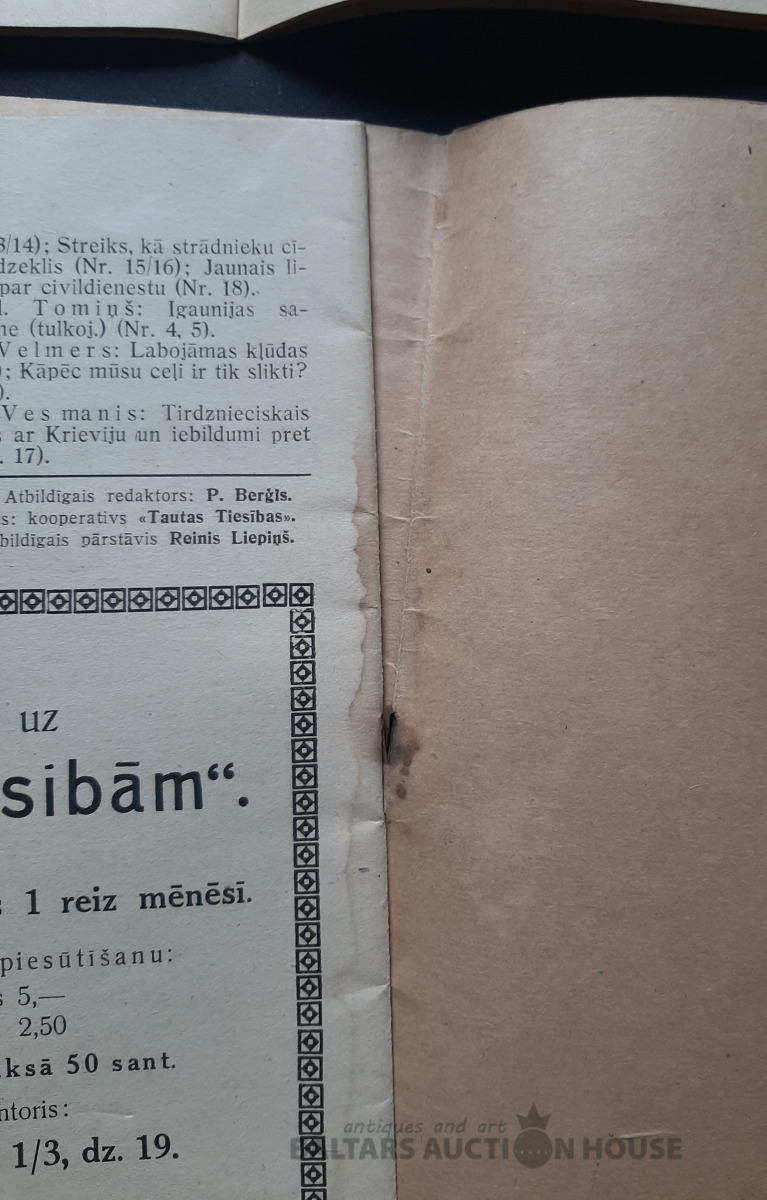 3/14); Streiks, kā strādnieku cī-
dzeklis (Nr. 15/16); Jaunais li-
par civildienestu (Nr. 18).
l. Tomiņš: Igaunijas sa-
ne (tulkoj.) (Nr. 4, 5).
Velmers: Labojāmas kļūdas
); Kāpēc mūsu ceļi ir tik slikti?
).
Vesmanis: Tirdznieciskais
s ar Krieviju un iebildumi pret
. 17).
Atbildīgais redaktors: P. Berģis.
s: kooperativs «Tautas Tiesības».
bildīgais pārstāvis Reinis Liepiņš.
uz
sibām“.
: 1 reiz mēnēsī.
piesūtīšanu:
s 5,—
2,50
ksā 50 sant.
ntoris:
1/3, dz. 19.
antiques and art
BALTARS AUCTION HOUSE